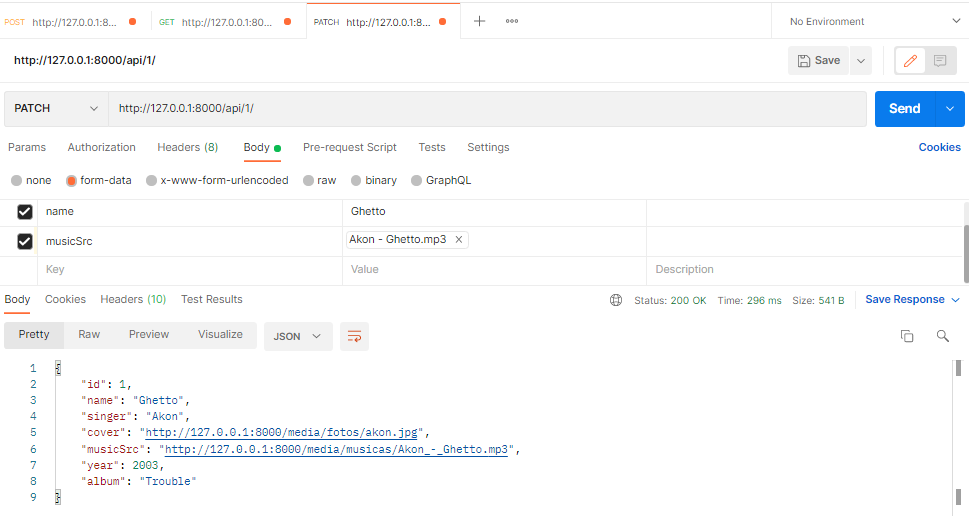 POST http://127.0.0.1:8... GET http://127.0.0.1:80... PATCH http://127.0.0.1:8... No Environment
http://127.0.0.1:8000/api/1/ Save
PATCH http://127.0.0.1:8000/api/1/ Send
Params Authorization Headers (8) Body Pre-request Script Tests Settings Cookies
none form-data x-www-form-urlencoded raw binary GraphQL
name Ghetto
musicSrc Akon - Ghetto.mp3
Key Value Description
Body Cookies Headers (10) Test Results Status: 200 OK Time: 296 ms Size: 541 B Save Response
Pretty Raw Preview Visualize JSON
1 {
2 "id": 1,
3 "name": "Ghetto",
4 "singer": "Akon",
5 "cover": "http://127.0.0.1:8000/media/fotos/akon.jpg",
6 "musicSrc": "http://127.0.0.1:8000/media/musicas/Akon_-_Ghetto.mp3",
7 "year": 2003,
8 "album": "Trouble"
9 }